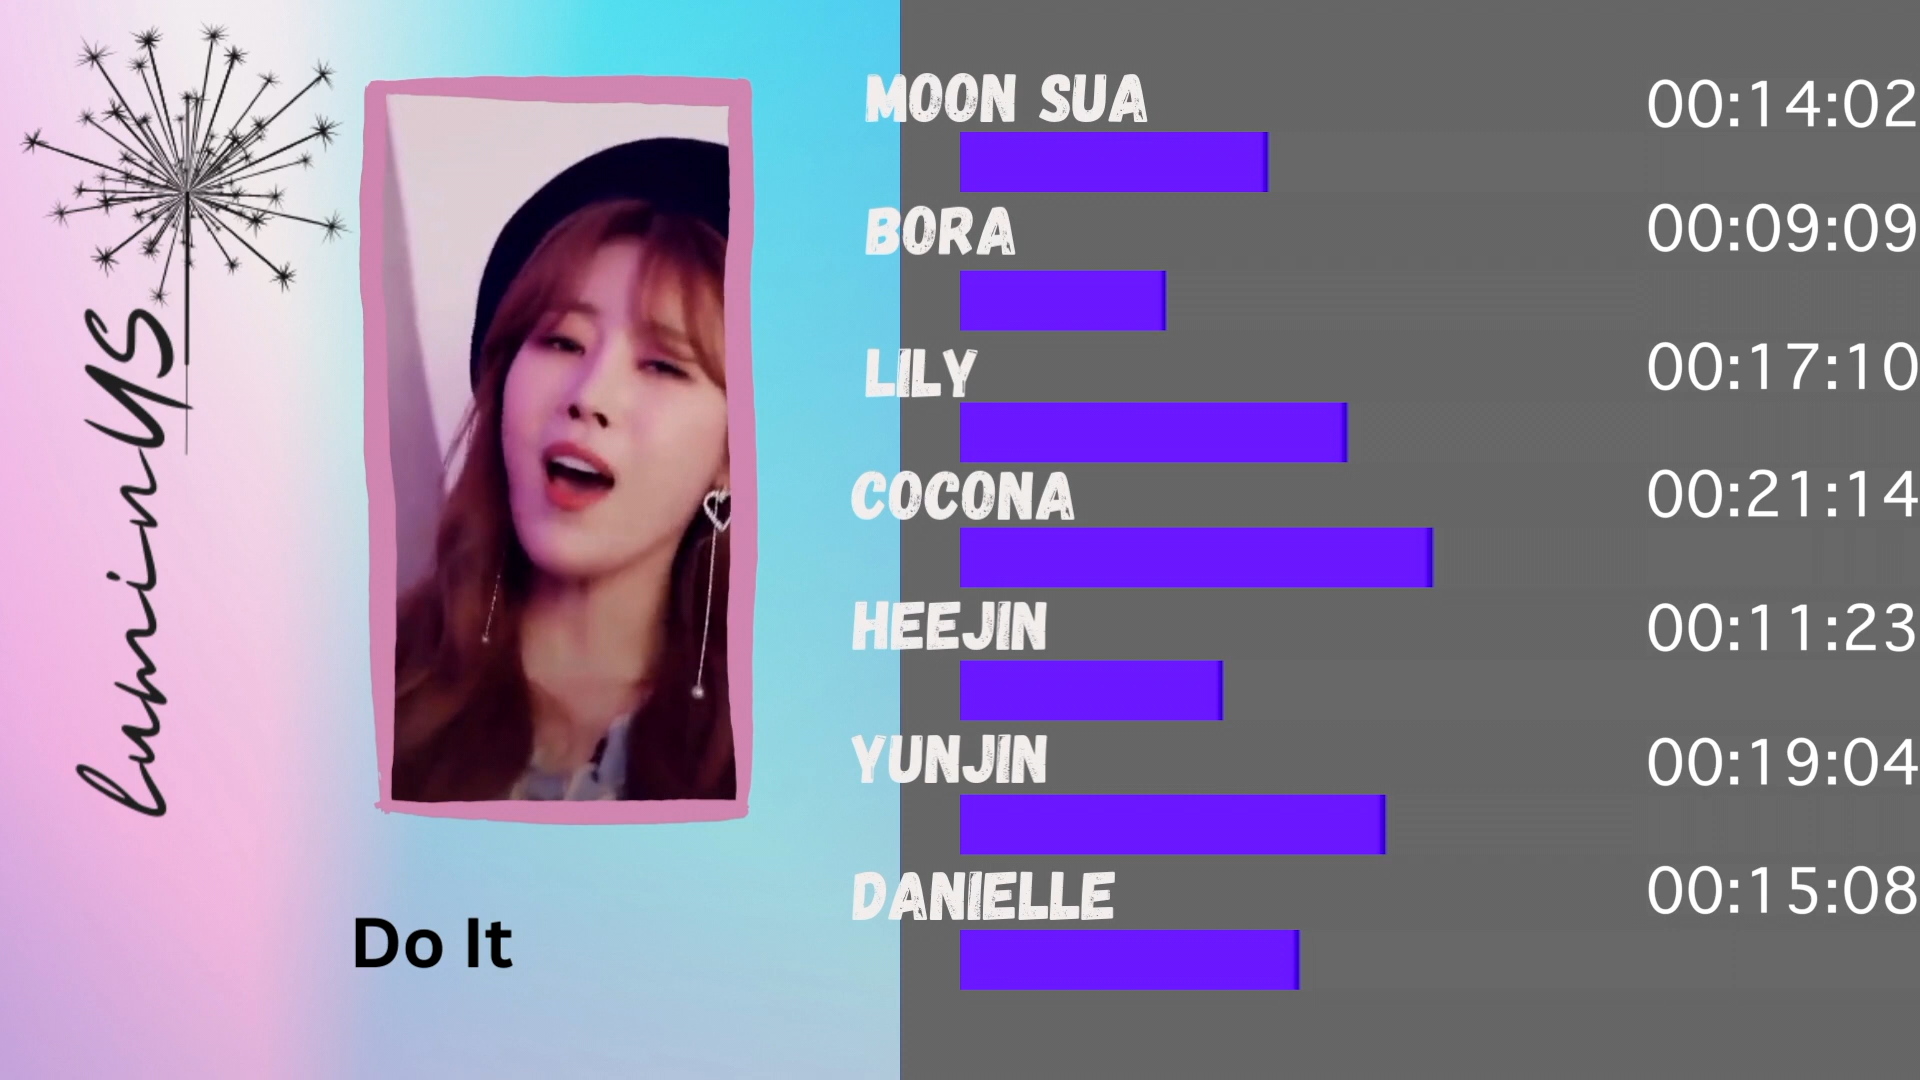 luminUS
Do It
MOON SUA 00:14:02
BORA 00:09:09
LILY 00:17:10
COCONA 00:21:14
HEEJIN 00:11:23
YUNJIN 00:19:04
DANIELLE 00:15:08